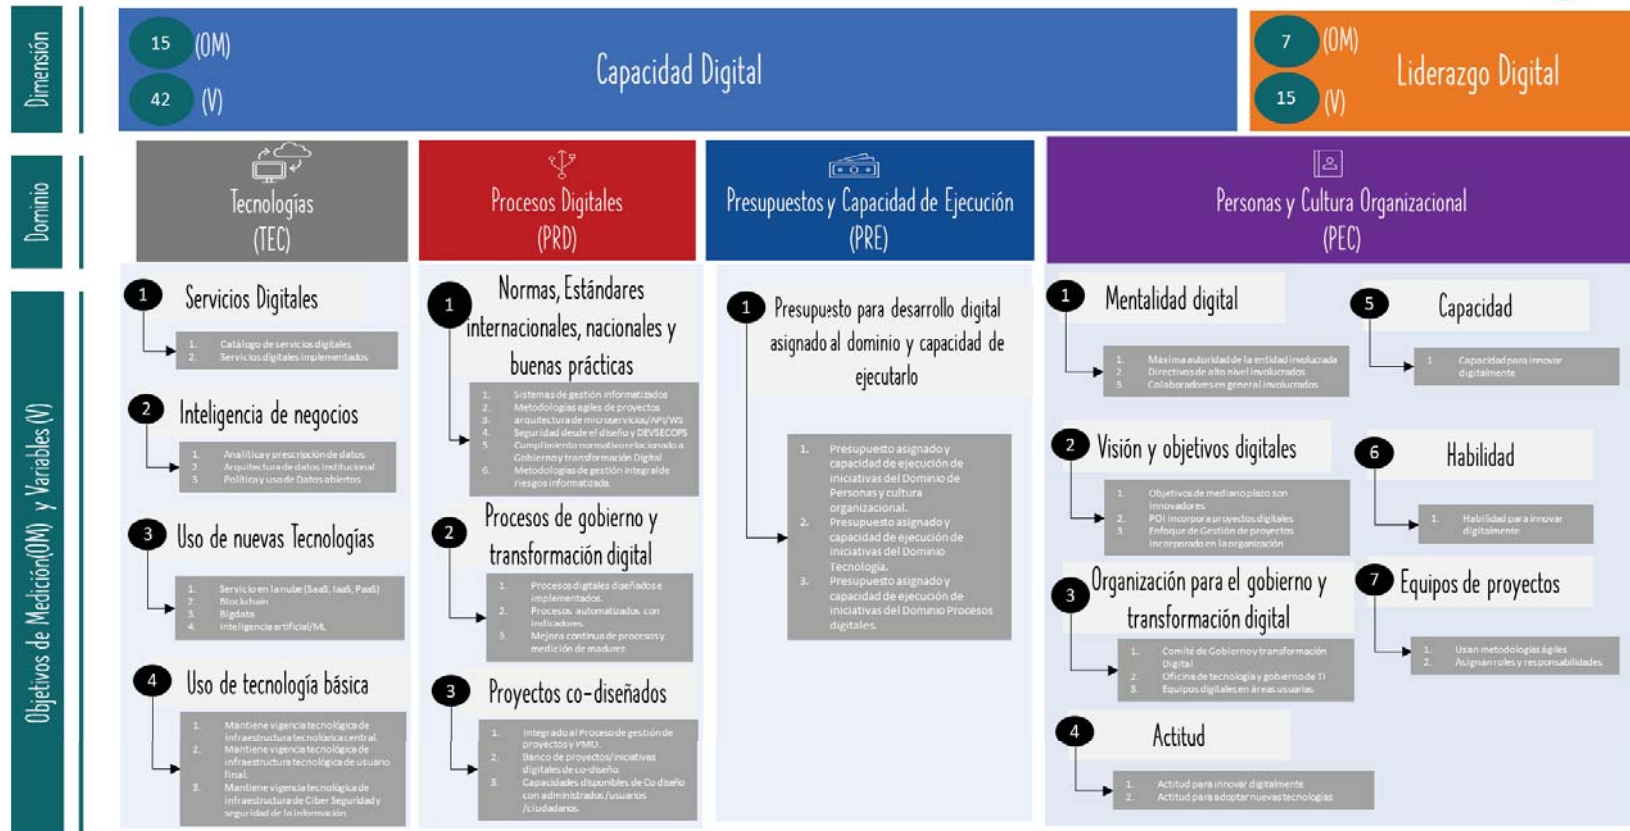 Dimensión
15 (OM)
42 (V)
Capacidad Digital
7 (OM)
15 (V)
Liderazgo Digital
Dominio
Tecnologías
(TEC)
Procesos Digitales
(PRD)
Presupuestos y Capacidad de Ejecución
(PRE)
Personas y Cultura Organizacional
(PEC)
Objetivos de Medición(OM) y Variables (V)
1 Servicios Digitales
1. Catálogo de servicios digitales
2. Servicios digitales implementados
2 Inteligencia de negocios
1. Analítica y prescripción de datos
2. Arquitectura de datos institucional
3. Política y uso de Datos abiertos
3 Uso de nuevas Tecnologías
1. Servicio en la nube (SaaS, IaaS, PaaS)
2. Blockchain
3. Bigdata
4. Inteligencia artificial/ML
4 Uso de tecnología básica
1. Mantiene vigencia tecnológica de
infraestructura tecnológica central.
2. Mantiene vigencia tecnológica de
infraestructura tecnológica de usuario
final.
3. Mantiene vigencia tecnológica de
Infraestructura de Ciber Seguridad y
seguridad de la información
1 Normas, Estándares
internacionales, nacionales y
buenas prácticas
1. Sistemas de gestión informatizados
2. Metodologías agiles de proyectos
3. arquitectura de microservicios/API/WS
4. Seguridad desde el diseño y DEVSECOPS
5. Cumplimiento normativo relacionado a
Gobierno y transformación Digital.
6. Metodologías de gestión integral de
riesgos informatizada.
2 Procesos de gobierno y
transformación digital
1. Procesos digitales diseñados e
implementados.
2. Procesos automatizados con
Indicadores.
3. Mejora continua de procesos y
medición de madurez
3 Proyectos co-diseñados
1. Integrado al Proceso de gestión de
proyectos y PMO.
2. Banco de proyectos/iniciativas
digitales de co-diseño.
3. Capacidades disponibles de Co diseño
con administrados /usuarios
/ciudadanos.
1 Presupuesto para desarrollo digital
asignado al dominio y capacidad de
ejecutarlo
1. Presupuesto asignado y
capacidad de ejecución de
iniciativas del Dominio de
Personas y cultura
organizacional.
2. Presupuesto asignado y
capacidad de ejecución de
iniciativas del Dominio
Tecnología.
3. Presupuesto asignado y
capacidad de ejecución de
iniciativas del Dominio Procesos
digitales.
1 Mentalidad digital
1. Máxima autoridad de la entidad involucrada
2. Directivos de alto nivel involucrados
3. Colaboradores en general involucrados
2 Visión y objetivos digitales
1. Objetivos de mediano plazo son
innovadores
2. POI incorpora proyectos digitales
3. Enfoque de Gestión de proyectos
incorporado en la organización
3 Organización para el gobierno y
transformación digital
1. Comité de Gobierno y transformación
Digital
2. Oficina de tecnología y gobierno de TI
3. Equipos digitales en áreas usuarias
4 Actitud
1. Actitud para innovar digitalmente
2. Actitud para adoptar nuevas tecnologías
5 Capacidad
1 Capacidad para innovar
digitalmente
6 Habilidad
1. Habilidad para innovar
digitalmente
7 Equipos de proyectos
1. Usan metodologías ágiles
2. Asignan roles y responsabilidades